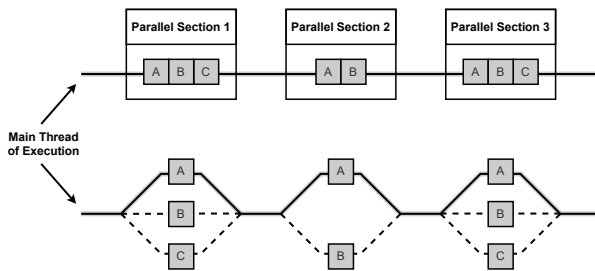 Parallel Section 1 Parallel Section 2 Parallel Section 3
A B C A B A B C
Main Thread
of Execution
A A A
B B
C B C